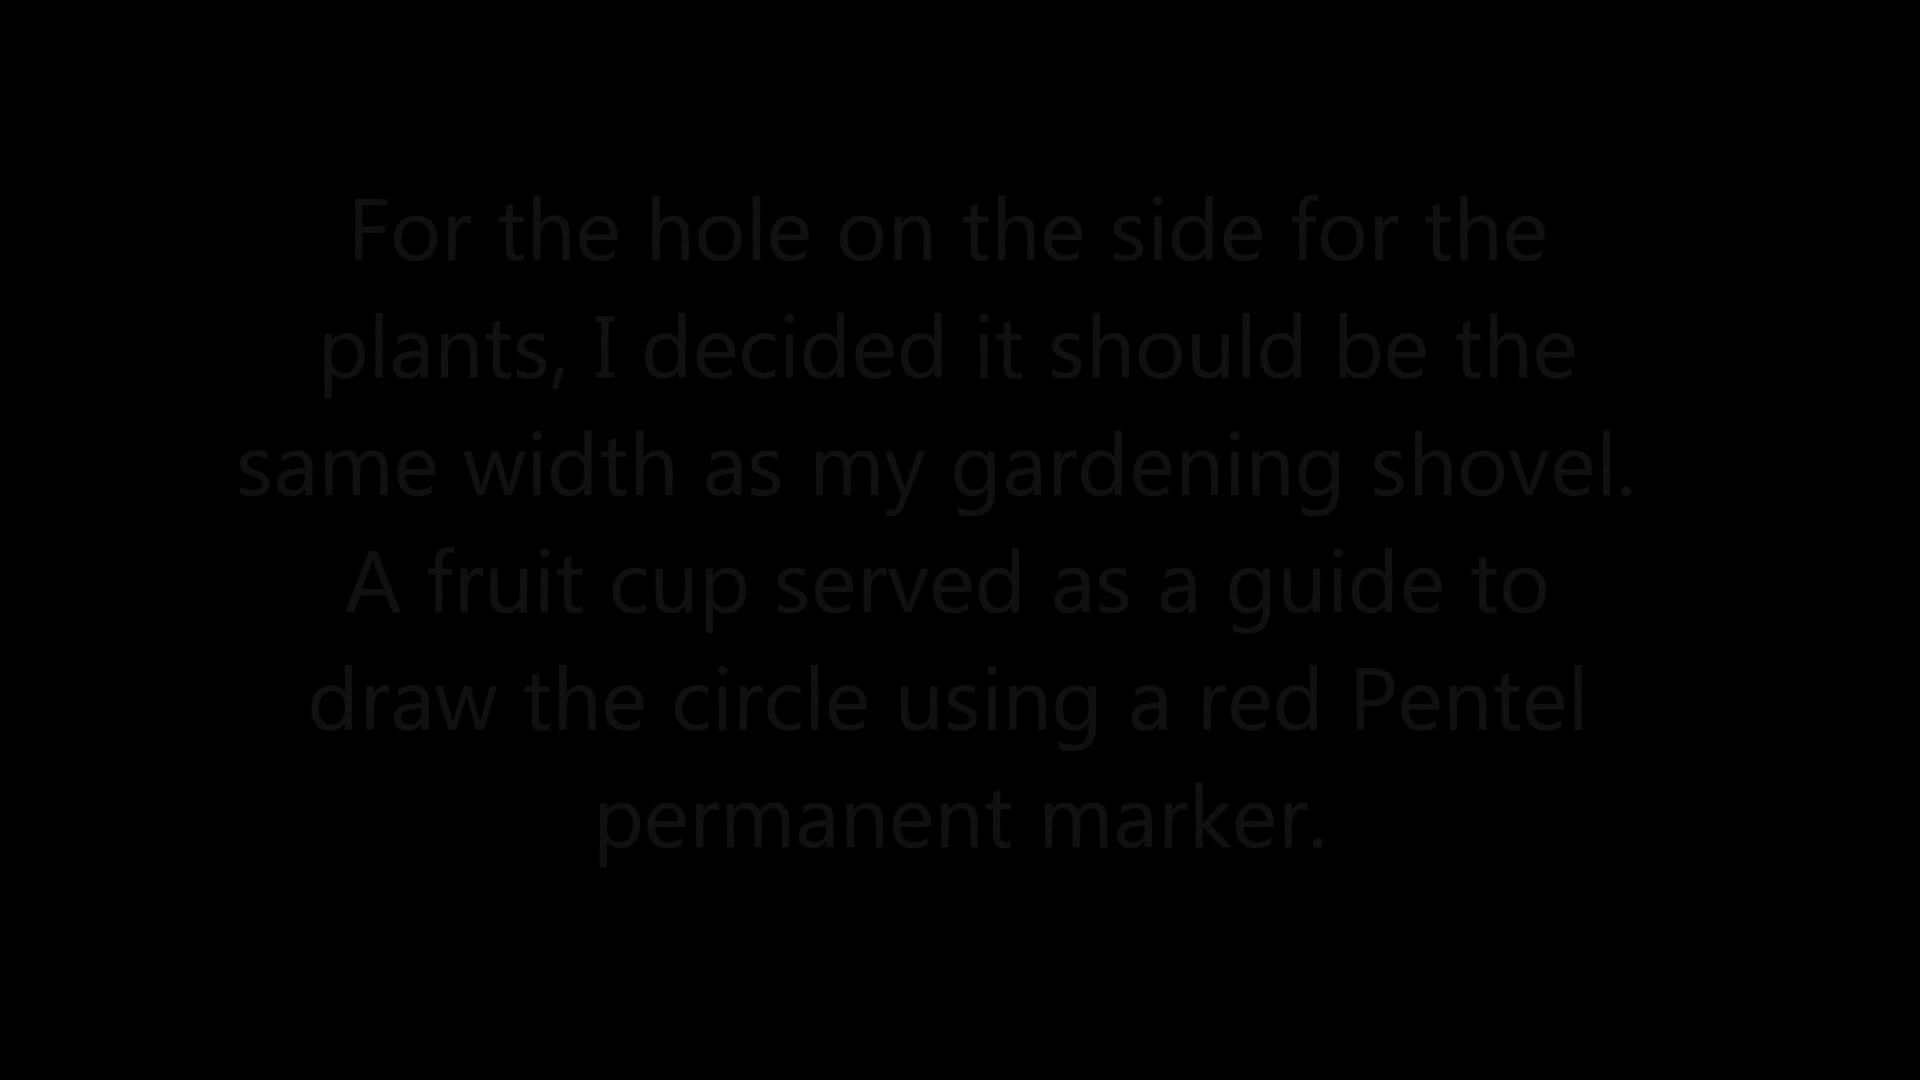 For the hole on the side for the
plants, I decided it should be the
same width as my gardening shovel.
A fruit cup served as a guide to
draw the circle using a red Pentel
permanent marker.